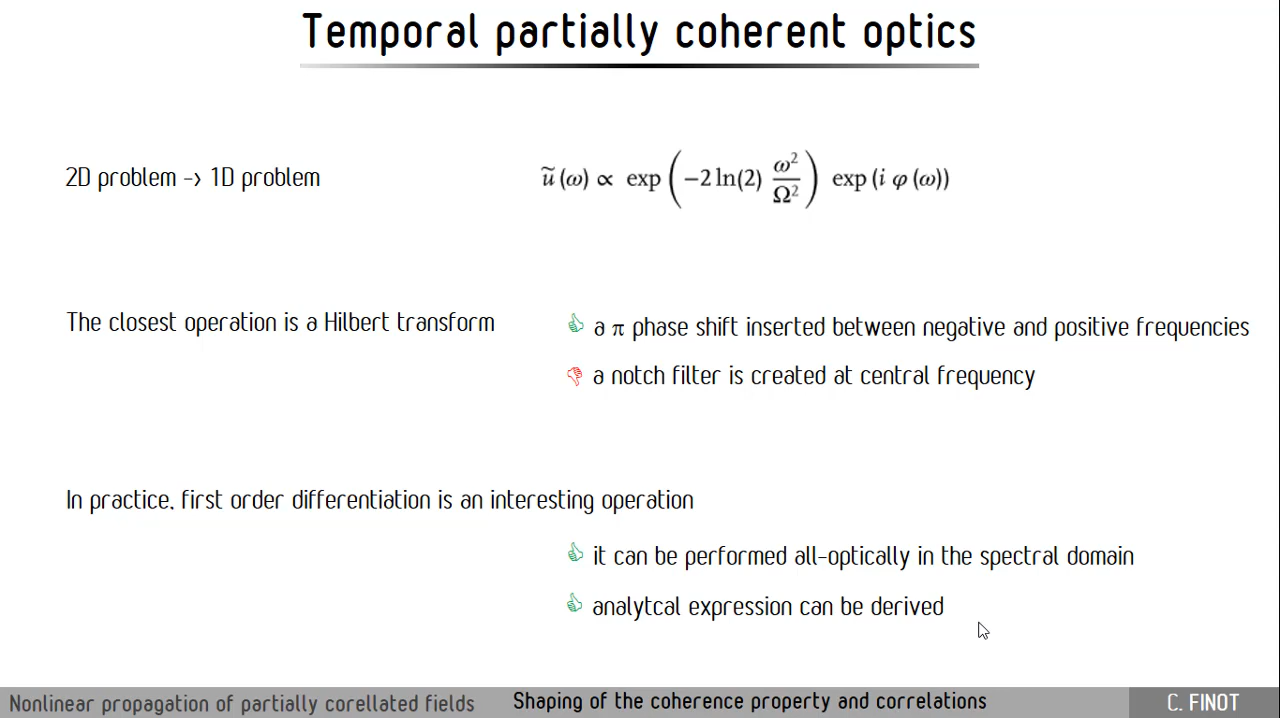 Temporal partially coherent optics
2D problem -> 1D problem
ũ (ω) ∝ exp (−2 ln(2) ω²/Ω²) exp (i φ (ω))
The closest operation is a Hilbert transform
a π phase shift inserted between negative and positive frequencies
a notch filter is created at central frequency
In practice, first order differentiation is an interesting operation
it can be performed all-optically in the spectral domain
analytcal expression can be derived
Nonlinear propagation of partially corellated fields
Shaping of the coherence property and correlations
C. FINOT